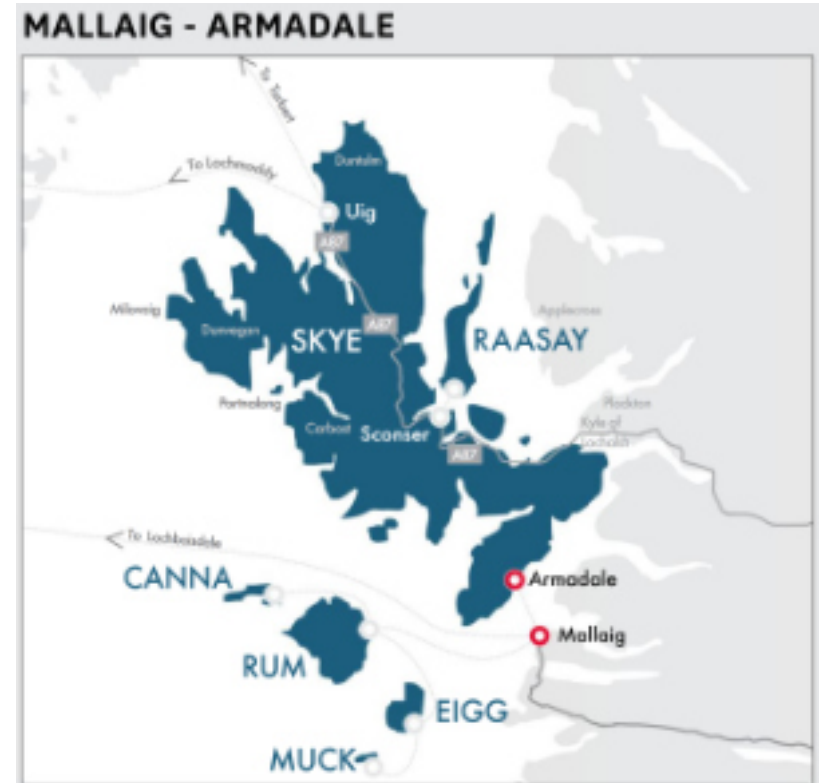 MALLAIG - ARMADALE
To Tarbert
Duntulm
To Lochmaddy
Uig
A87
Milovaig
Applecross
Dunvegan
SKYE
A87
RAASAY
Portnalong
Carbost
Sconser
Plockton
Kyle of
Lochalsh
A87
To Lochboisdale
CANNA
Armadale
Mallaig
RUM
EIGG
MUCK